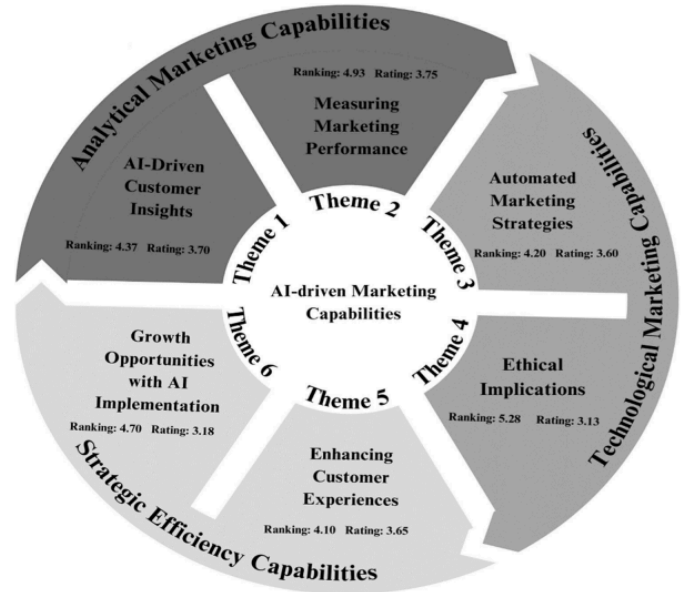 Analytical Marketing Capabilities
Ranking: 4.93 Rating: 3.75
Measuring
Marketing
Performance
Theme 2
AI-Driven
Customer
Insights
Ranking: 4.37 Rating: 3.70
Theme 1
Technological Marketing Capabilities
Automated
Marketing
Strategies
Ranking: 4.20 Rating: 3.60
Theme 3
AI-driven Marketing
Capabilities
Ethical
Implications
Ranking: 5.28 Rating: 3.13
Theme 4
Growth
Opportunities
with AI
Implementation
Ranking: 4.70 Rating: 3.18
Theme 6
Theme 5
Enhancing
Customer
Experiences
Ranking: 4.10 Rating: 3.65
Strategic Efficiency Capabilities